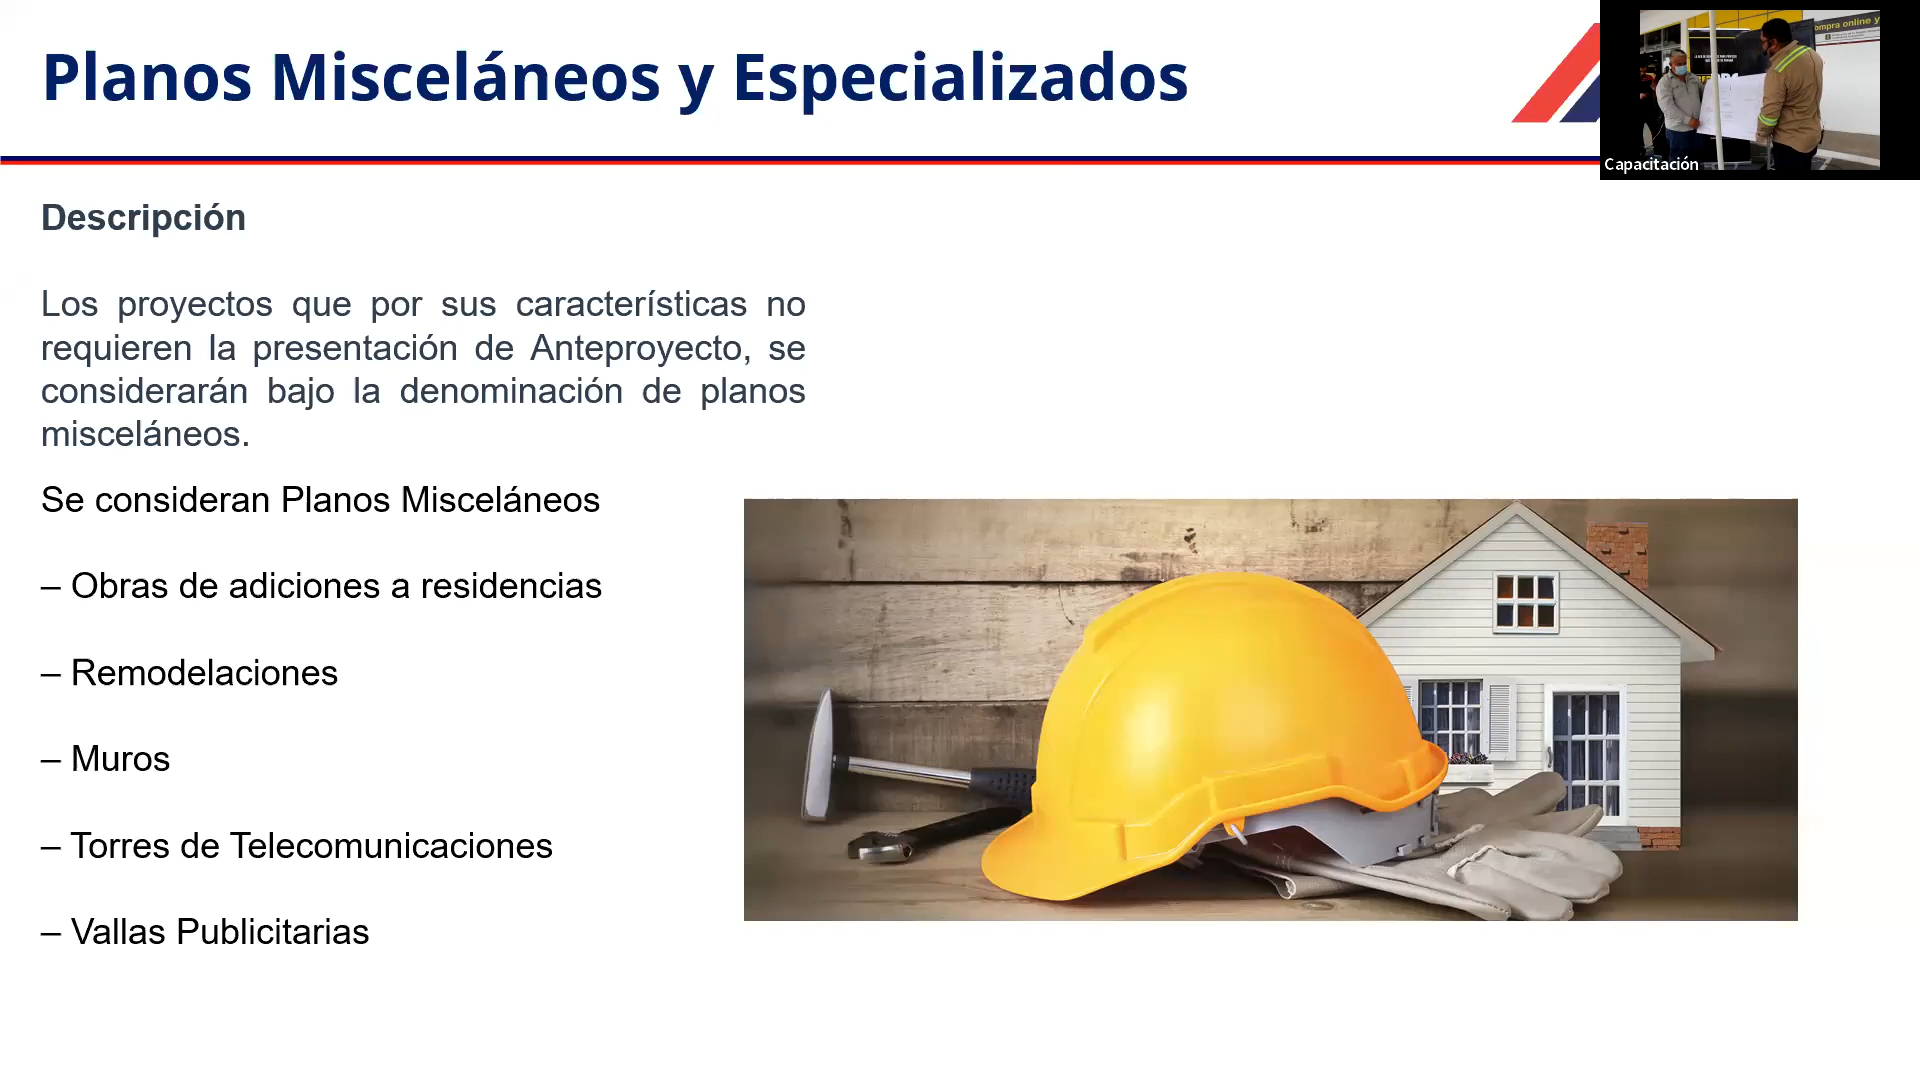 Planos Misceláneos y Especializados
ompra online y
Capacitación
Descripción
Los proyectos que por sus características no
requieren la presentación de Anteproyecto, se
considerarán bajo la denominación de planos
misceláneos.
Se consideran Planos Misceláneos
– Obras de adiciones a residencias
– Remodelaciones
– Muros
– Torres de Telecomunicaciones
– Vallas Publicitarias